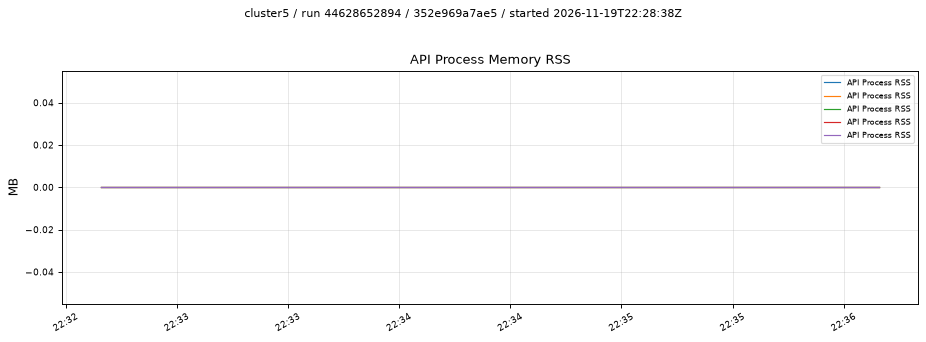 cluster5 / run 44628652894 / 352e969a7ae5 / started 2026-11-19T22:28:38Z
API Process Memory RSS
API Process RSS
API Process RSS
API Process RSS
API Process RSS
API Process RSS
MB
0.04
0.02
0.00
−0.02
−0.04
22:32
22:33
22:33
22:34
22:34
22:35
22:35
22:36